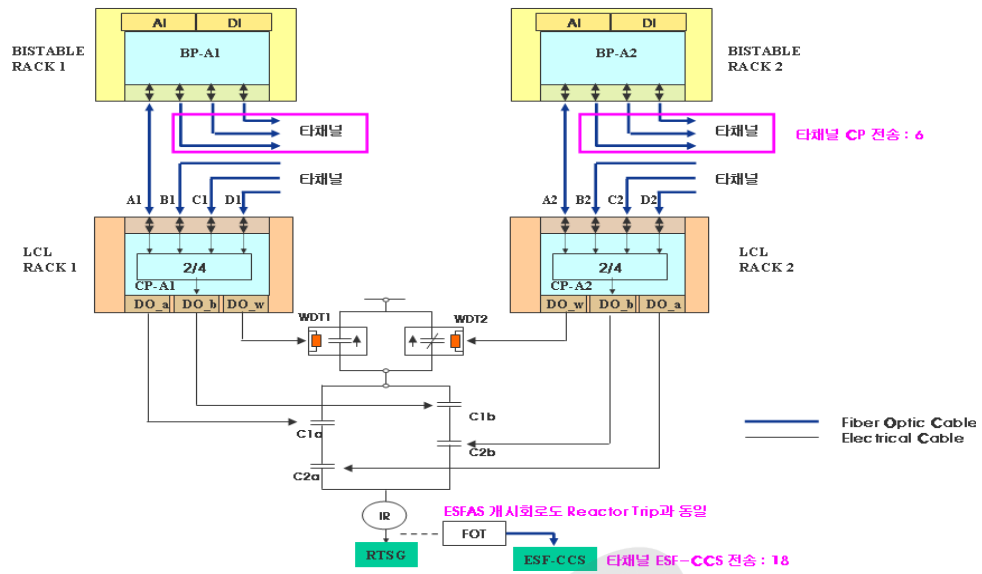 AI DI
AI DI
BISTABLE
RACK 1
BP-A1
BP-A2
BISTABLE
RACK 2
타채널
타채널
타채널 CP 전송 : 6
타채널
타채널
A1 B1 C1 D1
A2 B2 C2 D2
LCL
RACK 1
2/4
CP-A1
DO_a DO_b DO_w
2/4
CP-A2
DO_w DO_b DO_a
LCL
RACK 2
WDT1
WDT2
C1b
C1a
C2b
C2a
Fiber Optic Cable
Electrical Cable
IR
ESFAS 개시회로도 Reactor Trip과 동일
FOT
RTSG
ESF-CCS
타채널 ESF-CCS 전송 : 18